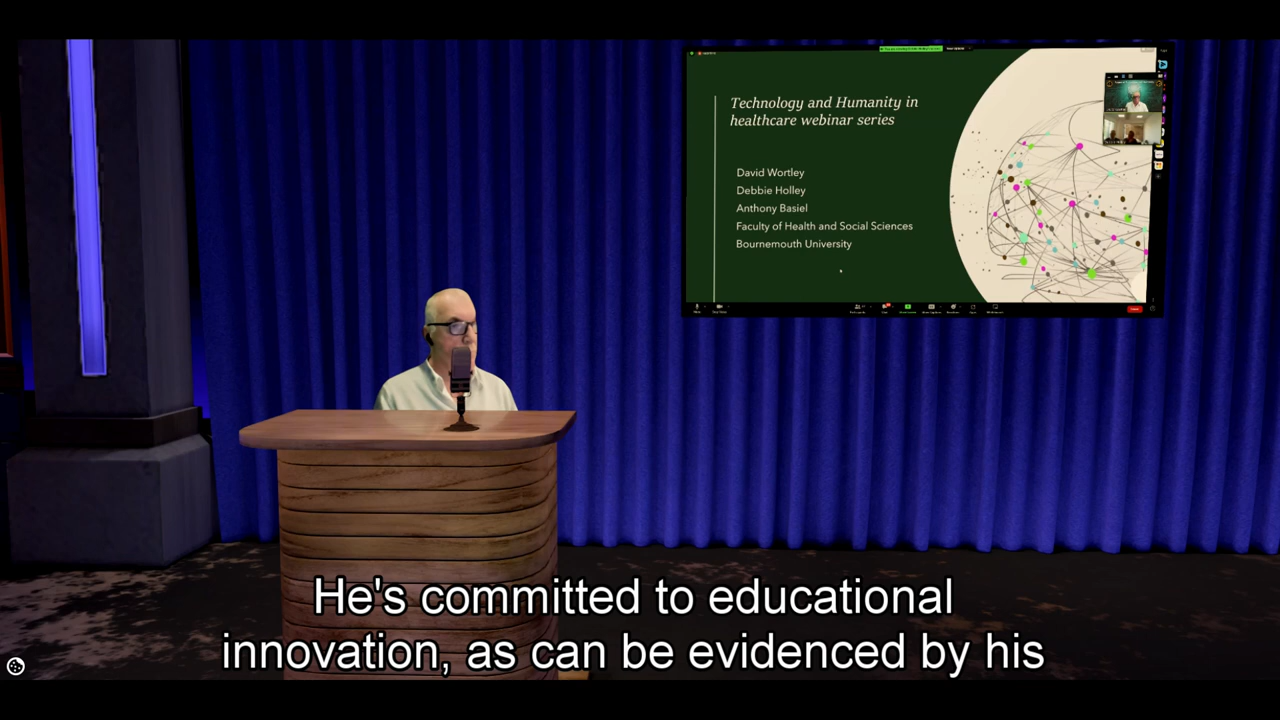 Technology and Humanity in
healthcare webinar series
David Wortley
Debbie Holley
Anthony Basiel
Faculty of Health and Social Sciences
Bournemouth University
He's committed to educational
innovation, as can be evidenced by his